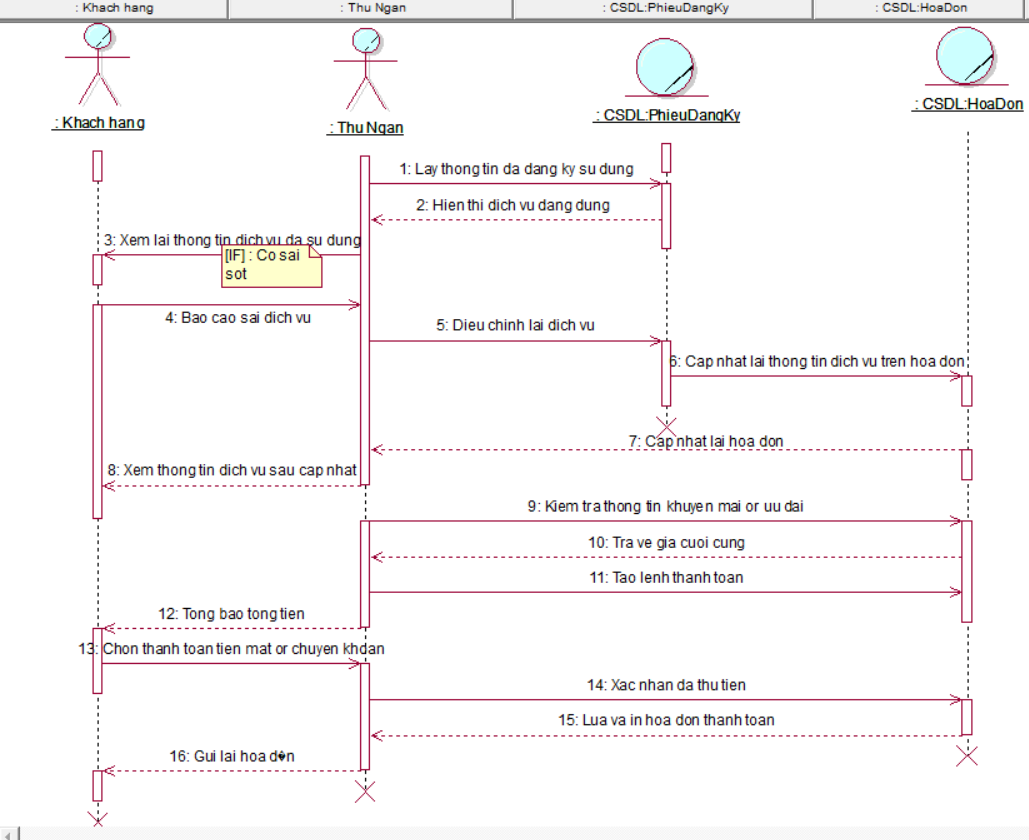 : Khach hang
: Thu Ngan
: CSDL:PhieuDangKy
: CSDL:HoaDon
: Khach hang
: Thu Ngan
: CSDL:PhieuDangKy
: CSDL:HoaDon
1: Lay thong tin da dang ky su dung
2: Hien thi dich vu dang dung
3: Xem lai thong tin dich vu da su dung
[IF] : Co sai
sot
4: Bao cao sai dich vu
5: Dieu chinh lai dich vu
6: Cap nhat lai thong tin dich vu tren hoa don
7: Cap nhat lai hoa don
8: Xem thong tin dich vu sau cap nhat
9: Kiem tra thong tin khuyen mai or uu dai
10: Tra ve gia cuoi cung
11: Tao lenh thanh toan
12: Tong bao tong tien
13: Chon thanh toan tien mat or chuyen khoan
14: Xac nhan da thu tien
15: Lua va in hoa don thanh toan
16: Gui lai hoa d�n